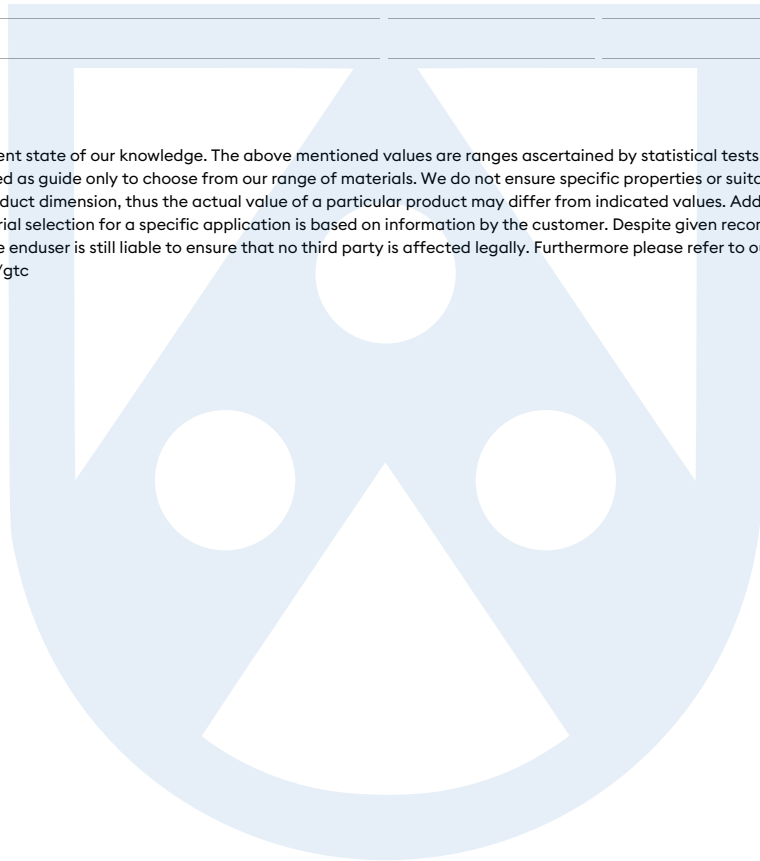 ent state of our knowledge. The above mentioned values are ranges ascertained by statistical tests
ed as guide only to choose from our range of materials. We do not ensure specific properties or suita
duct dimension, thus the actual value of a particular product may differ from indicated values. Add
rial selection for a specific application is based on information by the customer. Despite given recon
e enduser is still liable to ensure that no third party is affected legally. Furthermore please refer to ou
/gtc